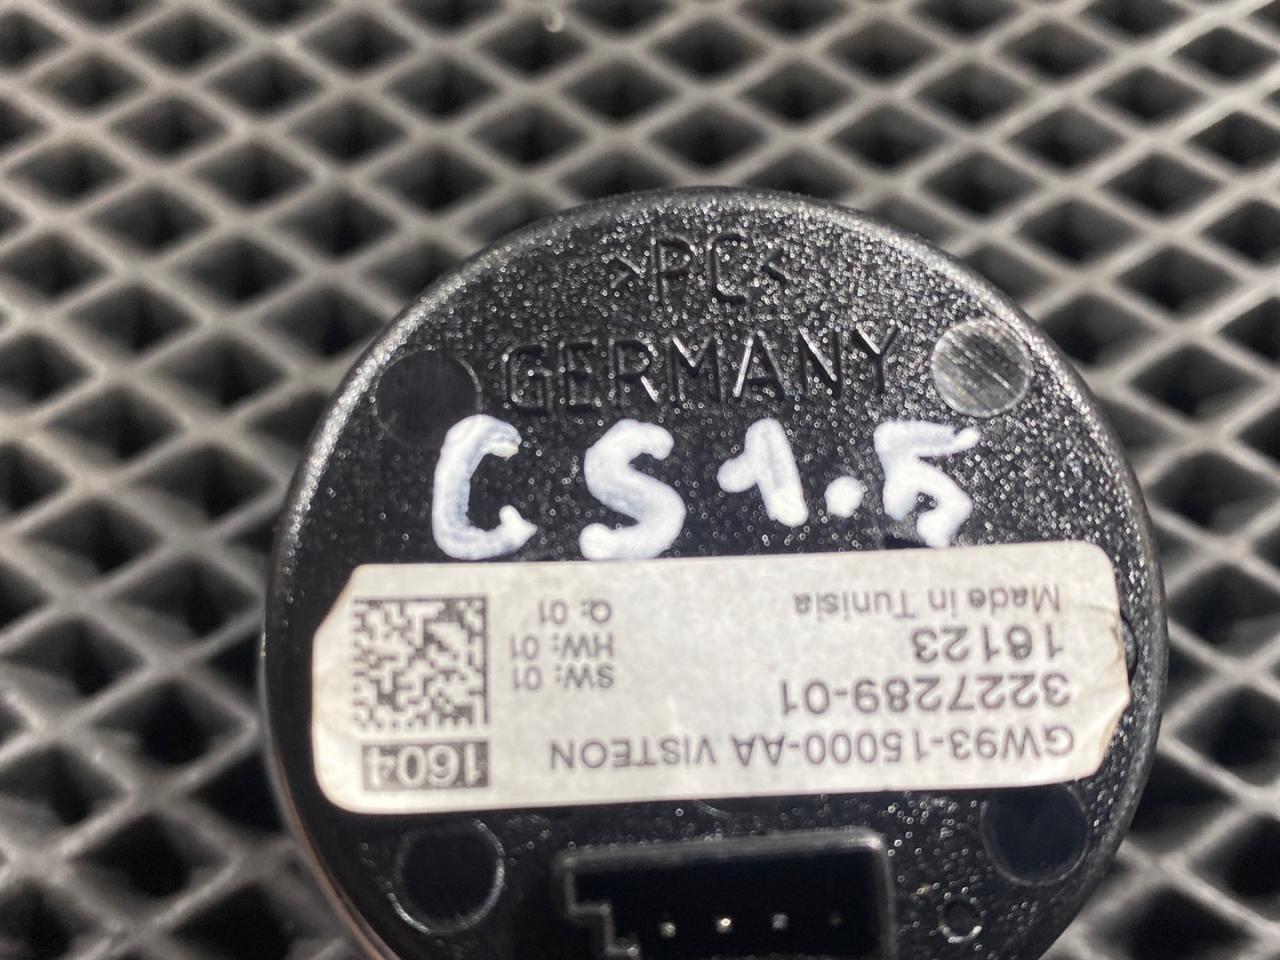 >PC<
GERMANY
CS1.5
GW93-15000-AA VISTEON
3227289-01
16123
Made in Tunisia
SW: 01
HW: 01
Q: 01
1604